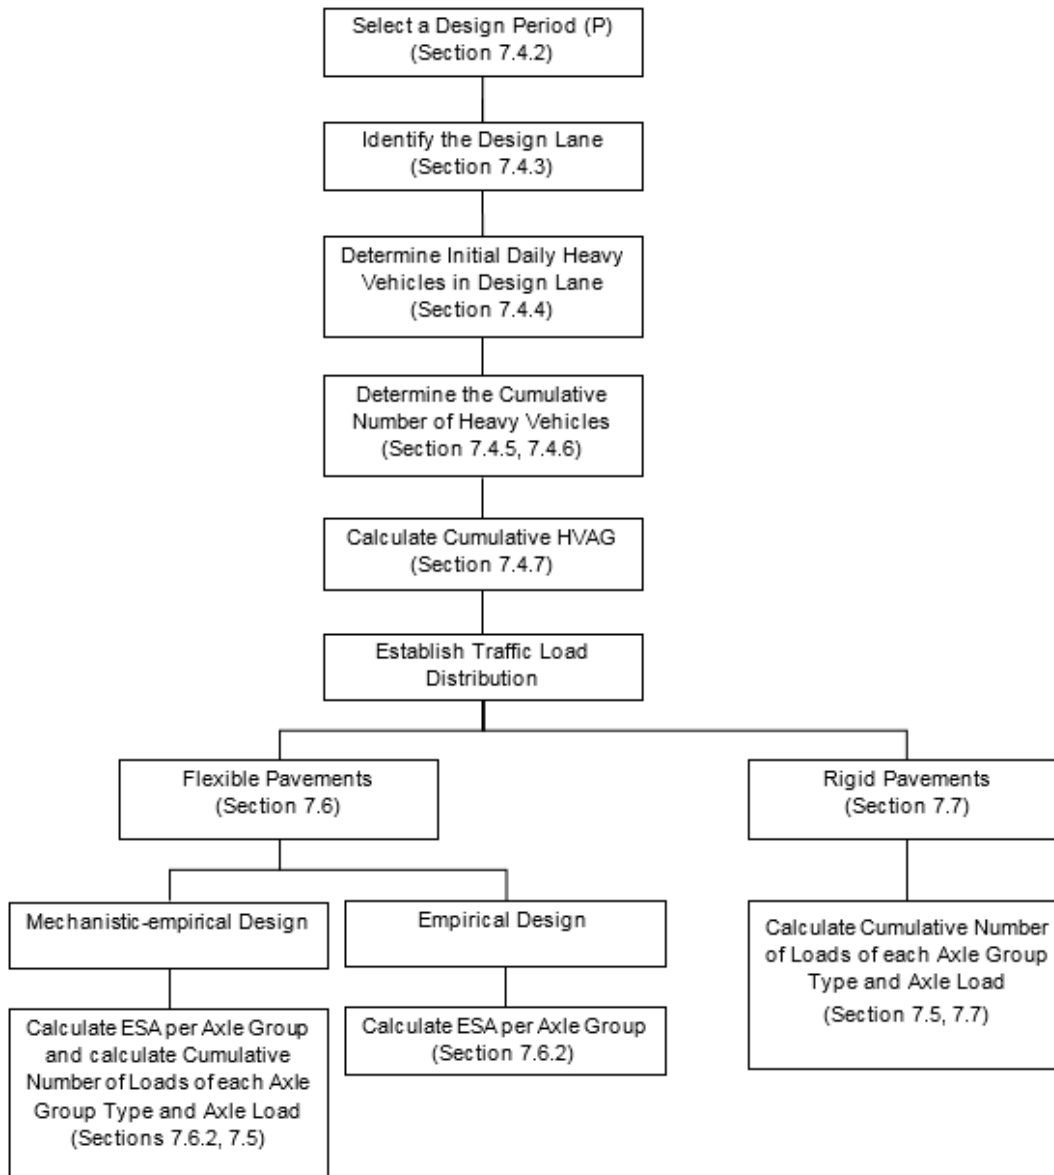 Select a Design Period (P)
(Section 7.4.2)
Identify the Design Lane
(Section 7.4.3)
Determine Initial Daily Heavy
Vehicles in Design Lane
(Section 7.4.4)
Determine the Cumulative
Number of Heavy Vehicles
(Section 7.4.5, 7.4.6)
Calculate Cumulative HVAG
(Section 7.4.7)
Establish Traffic Load
Distribution
Flexible Pavements
(Section 7.6)
Rigid Pavements
(Section 7.7)
Mechanistic-empirical Design
Empirical Design
Calculate Cumulative Number
of Loads of each Axle Group
Type and Axle Load
(Section 7.5, 7.7)
Calculate ESA per Axle Group
and calculate Cumulative
Number of Loads of each Axle
Group Type and Axle Load
(Sections 7.6.2, 7.5)
Calculate ESA per Axle Group
(Section 7.6.2)